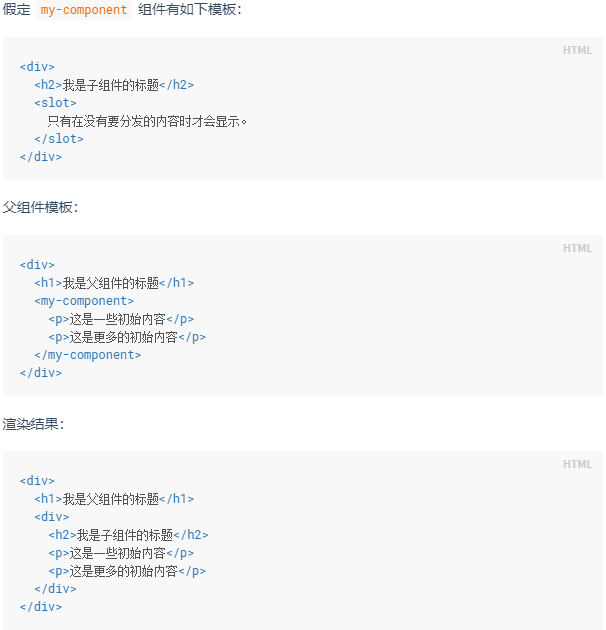 假定 my-component 组件有如下模板：
HTML
<div>
  <h2>我是子组件的标题</h2>
  <slot>
    只有在没有要分发的内容时才会显示。
  </slot>
</div>
父组件模板：
HTML
<div>
  <h1>我是父组件的标题</h1>
  <my-component>
    <p>这是一些初始内容</p>
    <p>这是更多的初始内容</p>
  </my-component>
</div>
渲染结果：
HTML
<div>
  <h1>我是父组件的标题</h1>
  <div>
    <h2>我是子组件的标题</h2>
    <p>这是一些初始内容</p>
    <p>这是更多的初始内容</p>
  </div>
</div>